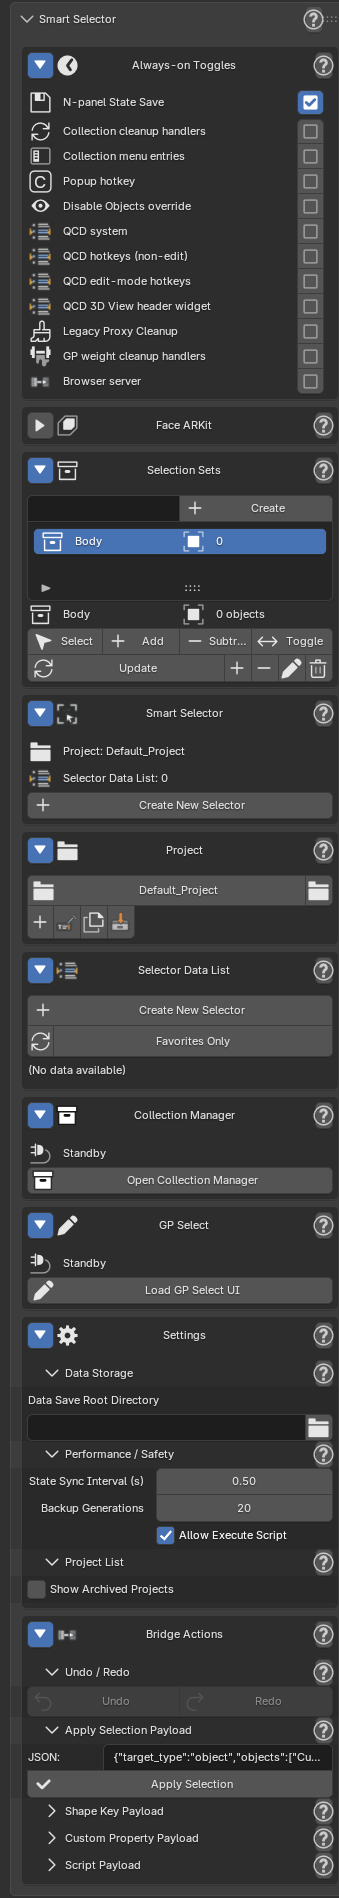 Smart Selector
Always-on Toggles
N-panel State Save
Collection cleanup handlers
Collection menu entries
C Popup hotkey
Disable Objects override
QCD system
QCD hotkeys (non-edit)
QCD edit-mode hotkeys
QCD 3D View header widget
Legacy Proxy Cleanup
GP weight cleanup handlers
Browser server
Face ARKit
Selection Sets
Create
Body 0
Body 0 objects
Select Add Subtr... Toggle
Update
Smart Selector
Project: Default_Project
Selector Data List: 0
Create New Selector
Project
Default_Project
Selector Data List
Create New Selector
Favorites Only
(No data available)
Collection Manager
Standby
Open Collection Manager
GP Select
Standby
Load GP Select UI
Settings
Data Storage
Data Save Root Directory
Performance / Safety
State Sync Interval (s) 0.50
Backup Generations 20
Allow Execute Script
Project List
Show Archived Projects
Bridge Actions
Undo / Redo
Undo Redo
Apply Selection Payload
JSON: {"target_type":"object","objects":["Cu...
Apply Selection
Shape Key Payload
Custom Property Payload
Script Payload